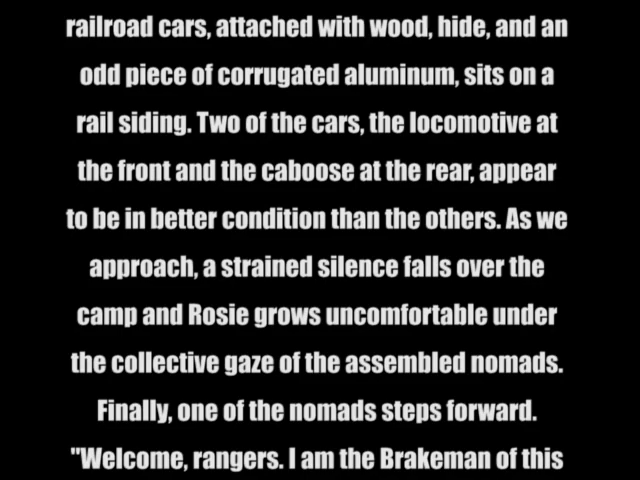 railroad cars, attached with wood, hide, and an
odd piece of corrugated aluminum, sits on a
rail siding. Two of the cars, the locomotive at
the front and the caboose at the rear, appear
to be in better condition than the others. As we
approach, a strained silence falls over the
camp and Rosie grows uncomfortable under
the collective gaze of the assembled nomads.
Finally, one of the nomads steps forward.
"Welcome, rangers. I am the Brakeman of this